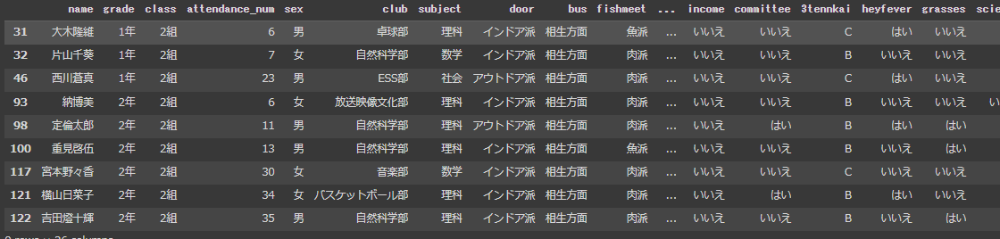 name grade class attendance_num sex club subject door bus fishmeet ... income committee 3tennkai heyfever grasses scie
31 大木隆維 1年 2組 6 男 卓球部 理科 インドア派 相生方面 魚派 ... いいえ いいえ C はい いいえ
32 片山千葵 1年 2組 7 女 自然科学部 数学 インドア派 相生方面 肉派 ... いいえ いいえ B いいえ いいえ
46 西川蒼真 1年 2組 23 男 ESS部 社会 アウトドア派 相生方面 肉派 ... いいえ いいえ C はい いいえ
93 納博美 2年 2組 6 女 放送映像文化部 理科 インドア派 相生方面 肉派 ... いいえ いいえ B いいえ いいえ い
98 定倫太郎 2年 2組 11 男 自然科学部 理科 アウトドア派 相生方面 肉派 ... いいえ はい B いいえ はい
100 重見啓伍 2年 2組 13 男 自然科学部 理科 インドア派 相生方面 魚派 ... いいえ いいえ B いいえ はい
117 宮本野々香 2年 2組 30 女 音楽部 数学 インドア派 相生方面 肉派 ... いいえ いいえ C いいえ いいえ
121 横山日菜子 2年 2組 34 女 バスケットボール部 理科 インドア派 相生方面 肉派 ... いいえ はい B はい いいえ
122 吉田燈十輝 2年 2組 35 男 自然科学部 理科 インドア派 相生方面 肉派 ... いいえ いいえ B いいえ はい